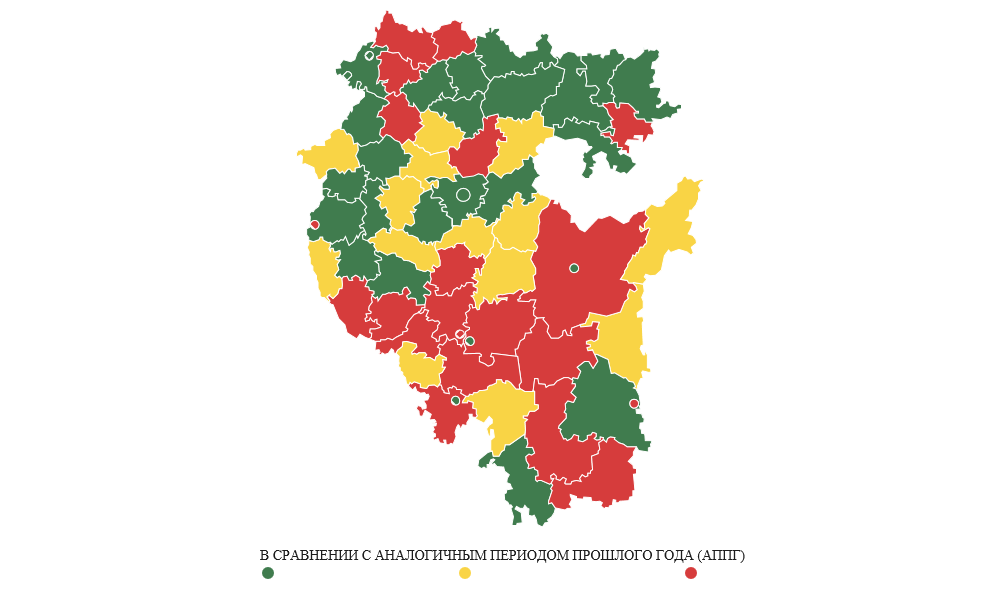 В СРАВНЕНИИ С АНАЛОГИЧНЫМ ПЕРИОДОМ ПРОШЛОГО ГОДА (АППГ)